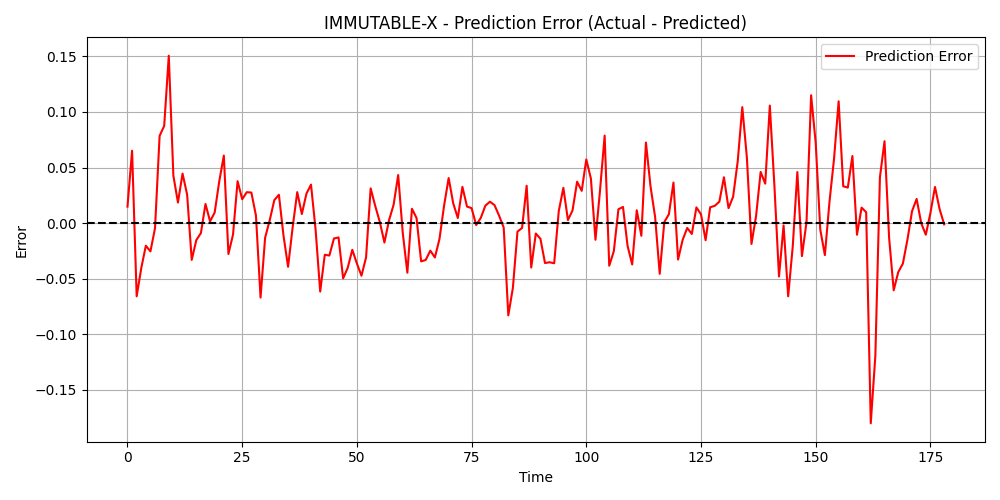 IMMUTABLE-X - Prediction Error (Actual - Predicted)
Prediction Error
0.15
0.10
0.05
0.00
−0.05
−0.10
−0.15
Error
0 25 50 75 100 125 150 175
Time